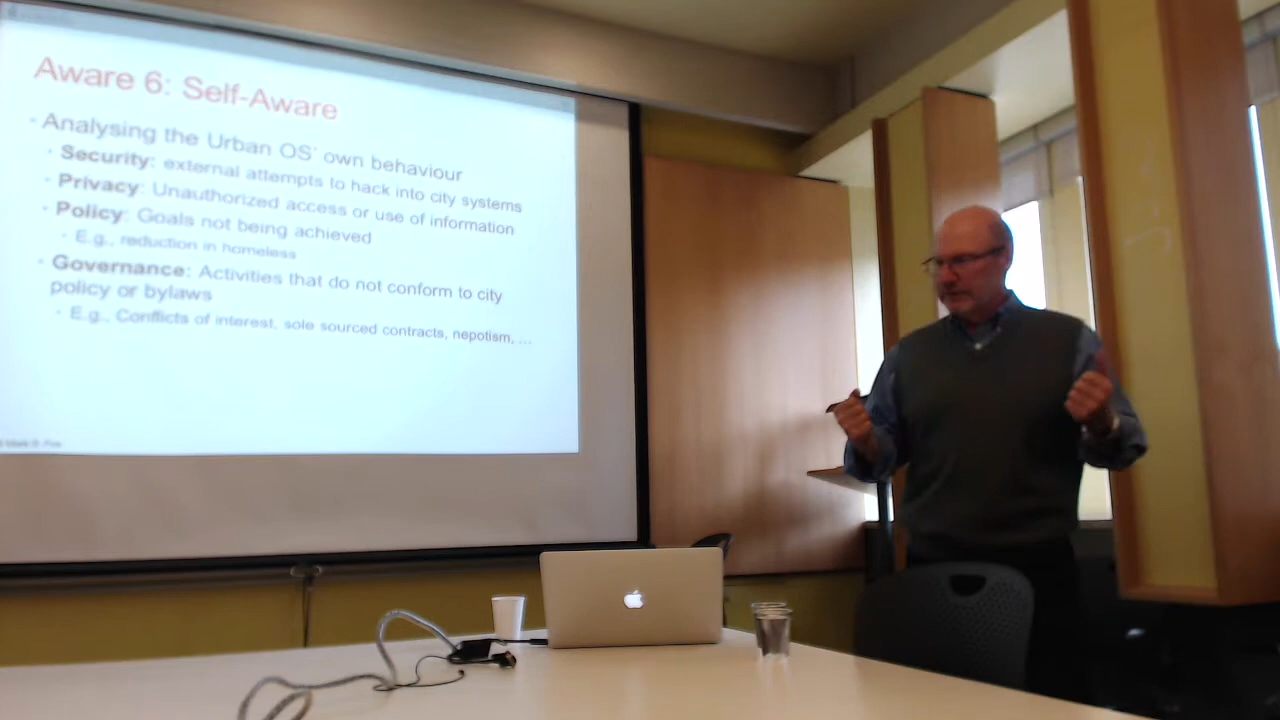 Aware 6: Self-Aware
• Analysing the Urban OS' own behaviour
• Security: external attempts to hack into city systems
• Privacy: Unauthorized access or use of information
• Policy: Goals not being achieved
• E.g., reduction in homeless
• Governance: Activities that do not conform to city
policy or bylaws
• E.g., Conflicts of interest, sole sourced contracts, nepotism, ...
Mark S. Fox